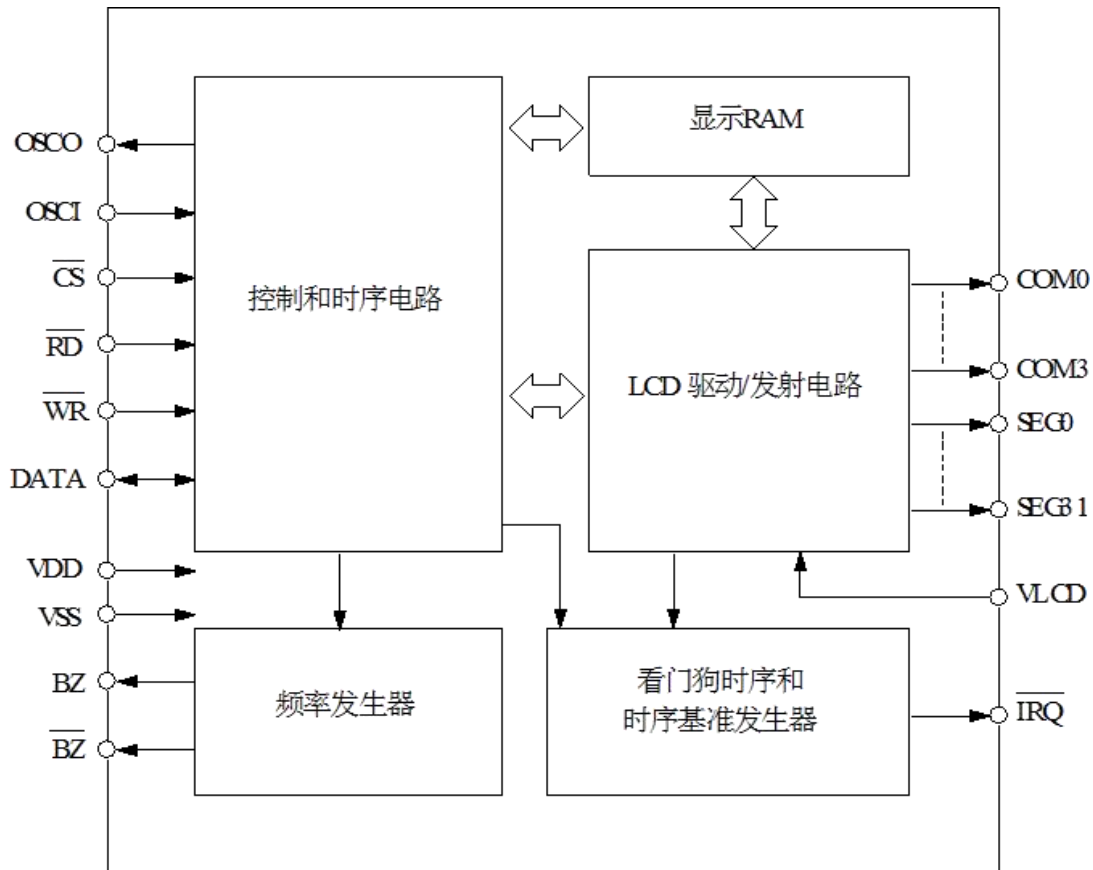 OSCO
OSCI
CS
RD
WR
DATA
VDD
VSS
BZ
BZ
控制和时序电路
频率发生器
显示RAM
LCD 驱动/发射电路
看门狗时序和
时序基准发生器
COM0
COM3
SEG0
SEG31
VLCD
IRQ